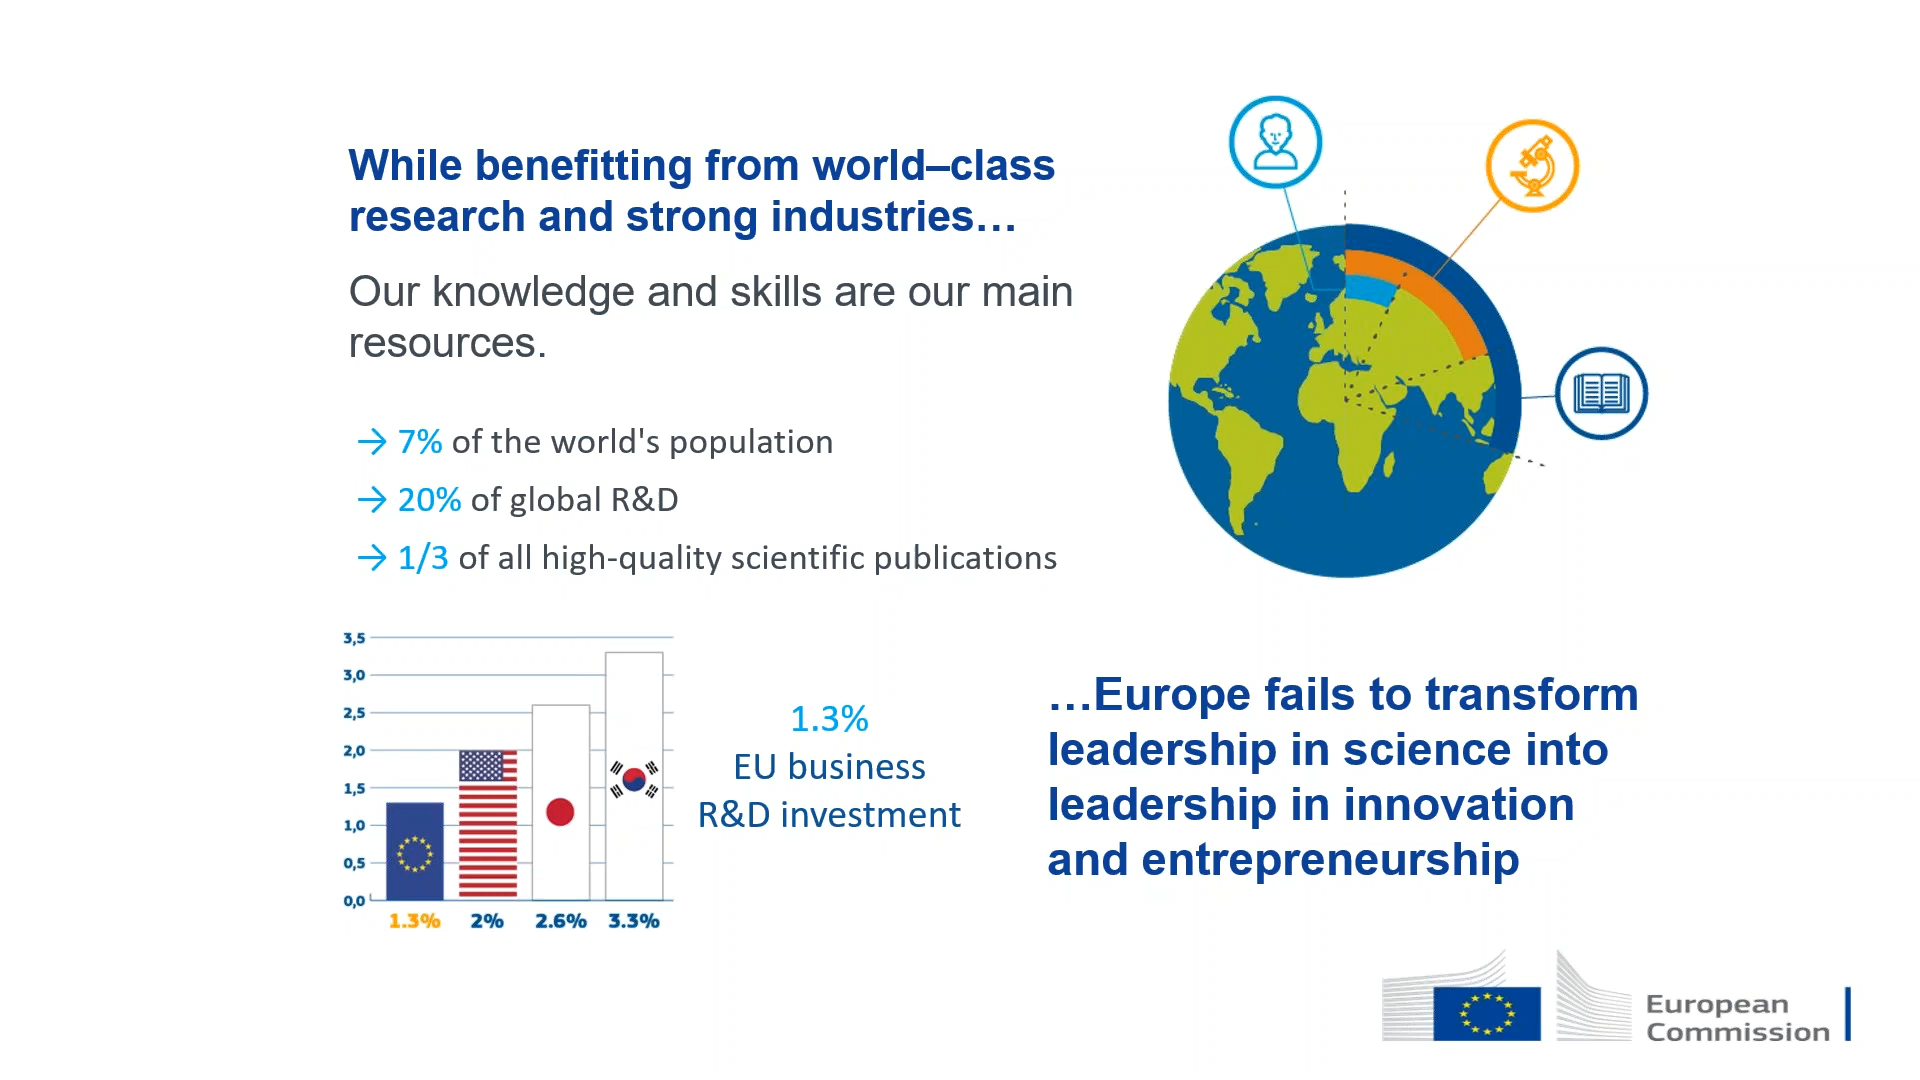 While benefitting from world–class
research and strong industries…
Our knowledge and skills are our main
resources.
→ 7% of the world's population
→ 20% of global R&D
→ 1/3 of all high-quality scientific publications
3,5
3,0
2,5
2,0
1,5
1,0
0,5
0,0
1.3% 2% 2.6% 3.3%
1.3%
EU business
R&D investment
…Europe fails to transform
leadership in science into
leadership in innovation
and entrepreneurship
European
Commission